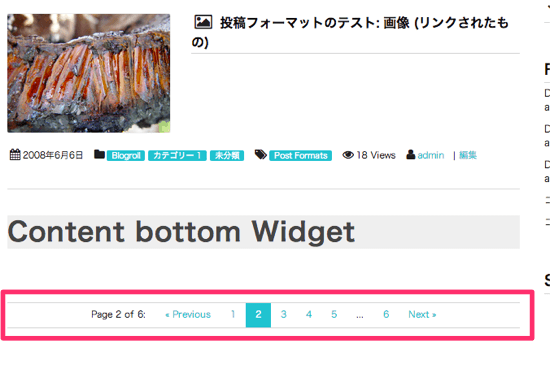 投稿フォーマットのテスト: 画像 (リンクされたも
の)
2008年6月6日 Blogroll カテゴリー 1 未分類 Post Formats 18 Views admin | 編集
Content bottom Widget
Page 2 of 6: « Previous 1 2 3 4 5 ... 6 Next »